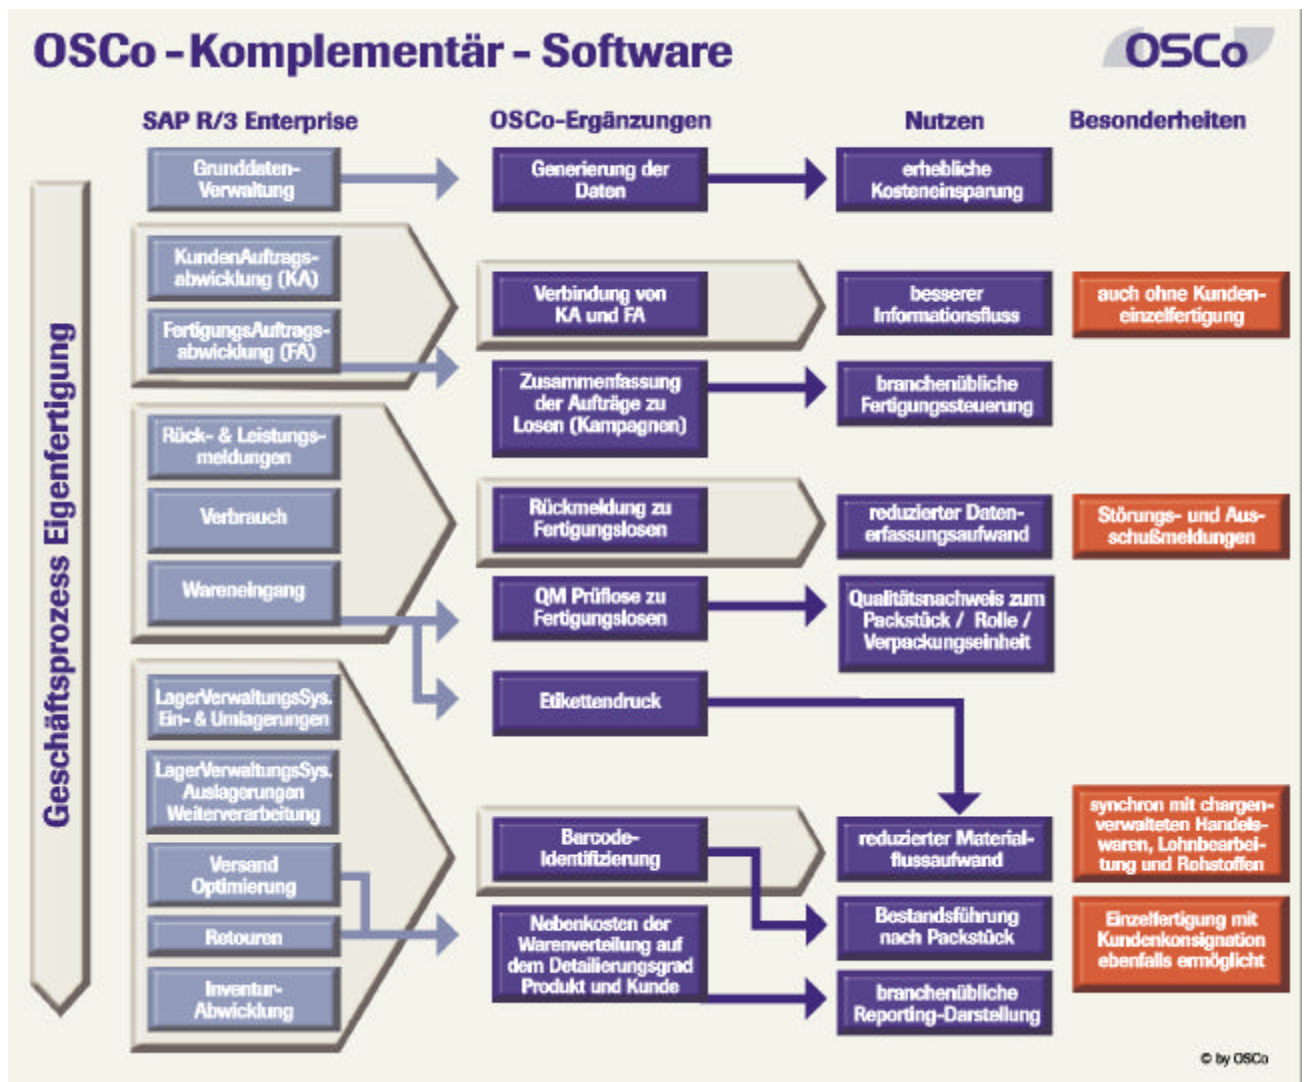 OSCo - Komplementär - Software
OSCo
SAP R/3 Enterprise
OSCo-Ergänzungen
Nutzen
Besonderheiten
Geschäftsprozess Eigenfertigung
Grunddaten-
Verwaltung
Generierung der
Daten
erhebliche
Kosteneinsparung
KundenAuftrags-
abwicklung (KA)
FertigungsAuftrags-
abwicklung (FA)
Verbindung von
KA und FA
besserer
Informationsfluss
auch ohne Kunden-
einzelfertigung
Zusammenfassung
der Aufträge zu
Losen (Kampagnen)
branchenübliche
Fertigungssteuerung
Rück- & Leistungs-
meldungen
Verbrauch
Wareneingang
Rückmeldung zu
Fertigungslosen
reduzierter Daten-
erfassungsaufwand
Störungs- und Aus-
schußmeldungen
QM Prüflose zu
Fertigungslosen
Qualitätsnachweis zum
Packstück / Rolle /
Verpackungseinheit
Etikettendruck
LagerVerwaltungsSys.
Ein- & Umlagerungen
LagerVerwaltungsSys.
Auslagerungen
Weiterverarbeitung
Versand
Optimierung
Retouren
Inventur-
Abwicklung
Barcode-
Identifizierung
reduzierter Material-
flussaufwand
synchron mit chargen-
verwalteten Handels-
waren, Lohnbearbei-
tung und Rohstoffen
Nebenkosten der
Warenverteilung auf
dem Detailierungsgrad
Produkt und Kunde
Bestandsführung
nach Packstück
Einzelfertigung mit
Kundenkonsignation
ebenfalls ermöglicht
branchenübliche
Reporting-Darstellung
© by OSCo